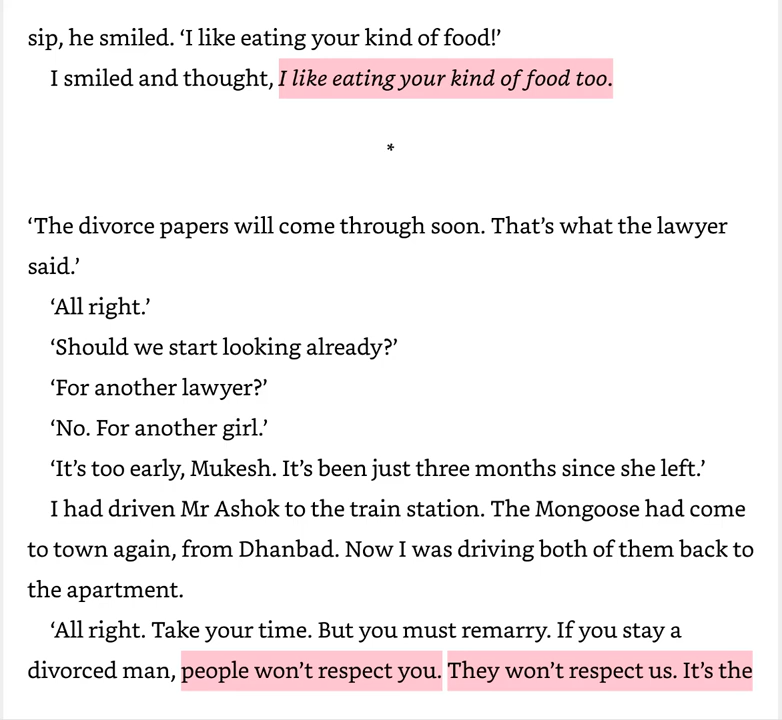 sip, he smiled. ‘I like eating your kind of food!’
I smiled and thought, I like eating your kind of food too.
*
‘The divorce papers will come through soon. That’s what the lawyer
said.’
‘All right.’
‘Should we start looking already?’
‘For another lawyer?’
‘No. For another girl.’
‘It’s too early, Mukesh. It’s been just three months since she left.’
I had driven Mr Ashok to the train station. The Mongoose had come
to town again, from Dhanbad. Now I was driving both of them back to
the apartment.
‘All right. Take your time. But you must remarry. If you stay a
divorced man, people won’t respect you. They won’t respect us. It’s the